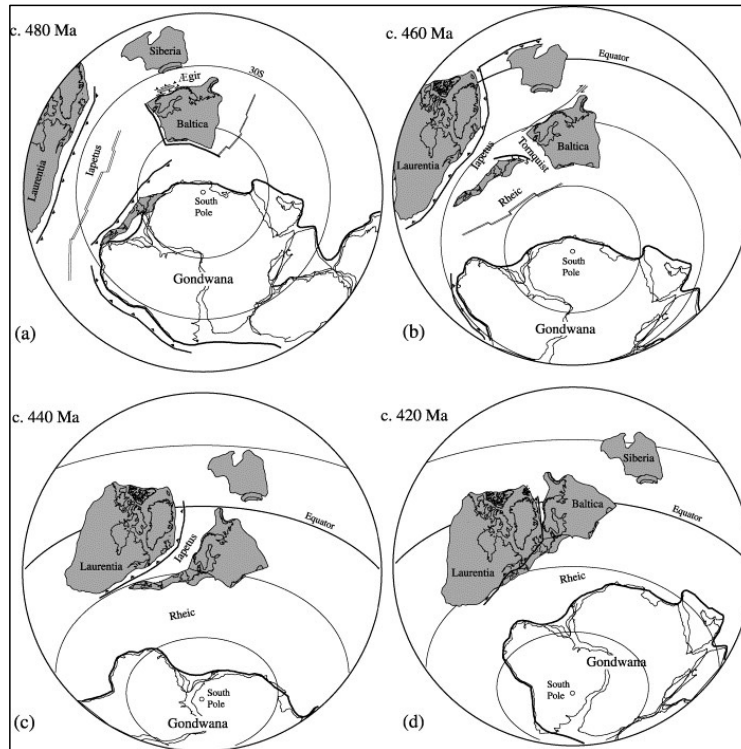 c. 480 Ma
Siberia
30S
Ægir
Baltica
Iapetus
Laurentia
South
Pole
Gondwana
(a)
c. 460 Ma
Equator
Laurentia
Baltica
Iapetus
Tornquist
Rheic
South
Pole
Gondwana
(b)
c. 440 Ma
Equator
Iapetus
Laurentia
Rheic
South
Pole
Gondwana
(c)
c. 420 Ma
Siberia
Baltica
Equator
Laurentia
Rheic
Gondwana
South
Pole
(d)